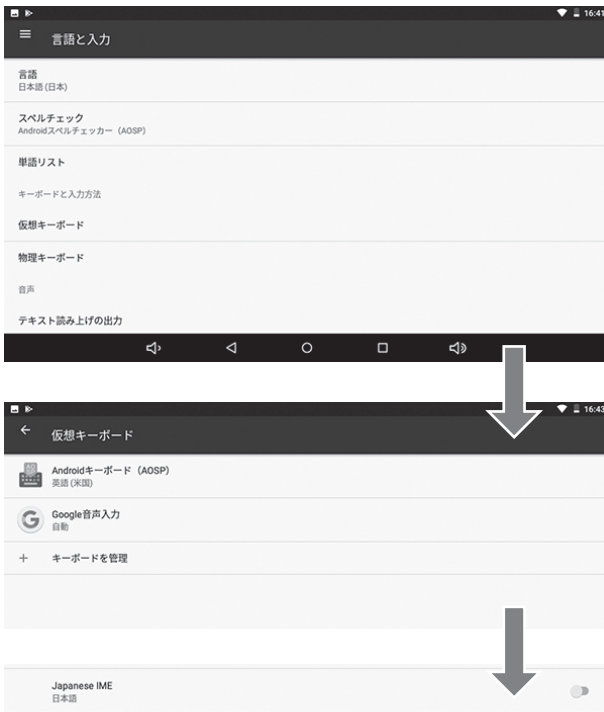 16:41
言語と入力
言語
日本語 (日本)
スペルチェック
Androidスペルチェッカー (AOSP)
単語リスト
キーボードと入力方法
仮想キーボード
物理キーボード
音声
テキスト読み上げの出力
16:43
仮想キーボード
Androidキーボード (AOSP)
英語 (米国)
Google音声入力
自動
キーボードを管理
Japanese IME
日本語